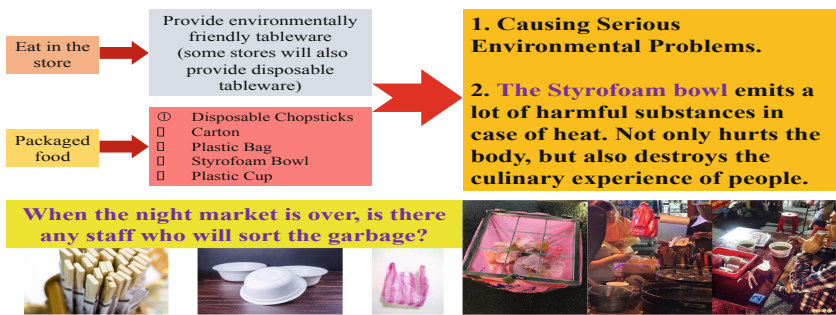 Eat in the
store
Provide environmentally
friendly tableware
(some stores will also
provide disposable
tableware)
Packaged
food
① Disposable Chopsticks
▯ Carton
▯ Plastic Bag
▯ Styrofoam Bowl
▯ Plastic Cup
1. Causing Serious
Environmental Problems.
2. The Styrofoam bowl emits a
lot of harmful substances in
case of heat. Not only hurts the
body, but also destroys the
culinary experience of people.
When the night market is over, is there
any staff who will sort the garbage?